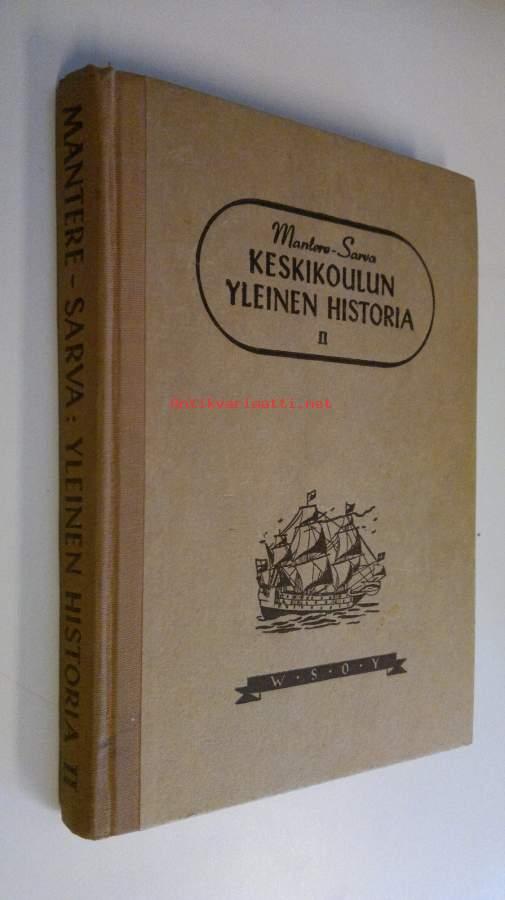 MANTERE – SARVA: YLEINEN HISTORIA II
Mantere-Sarva
KESKIKOULUN
YLEINEN HISTORIA
II
Antikvariaatti.net
W·S·O·Y